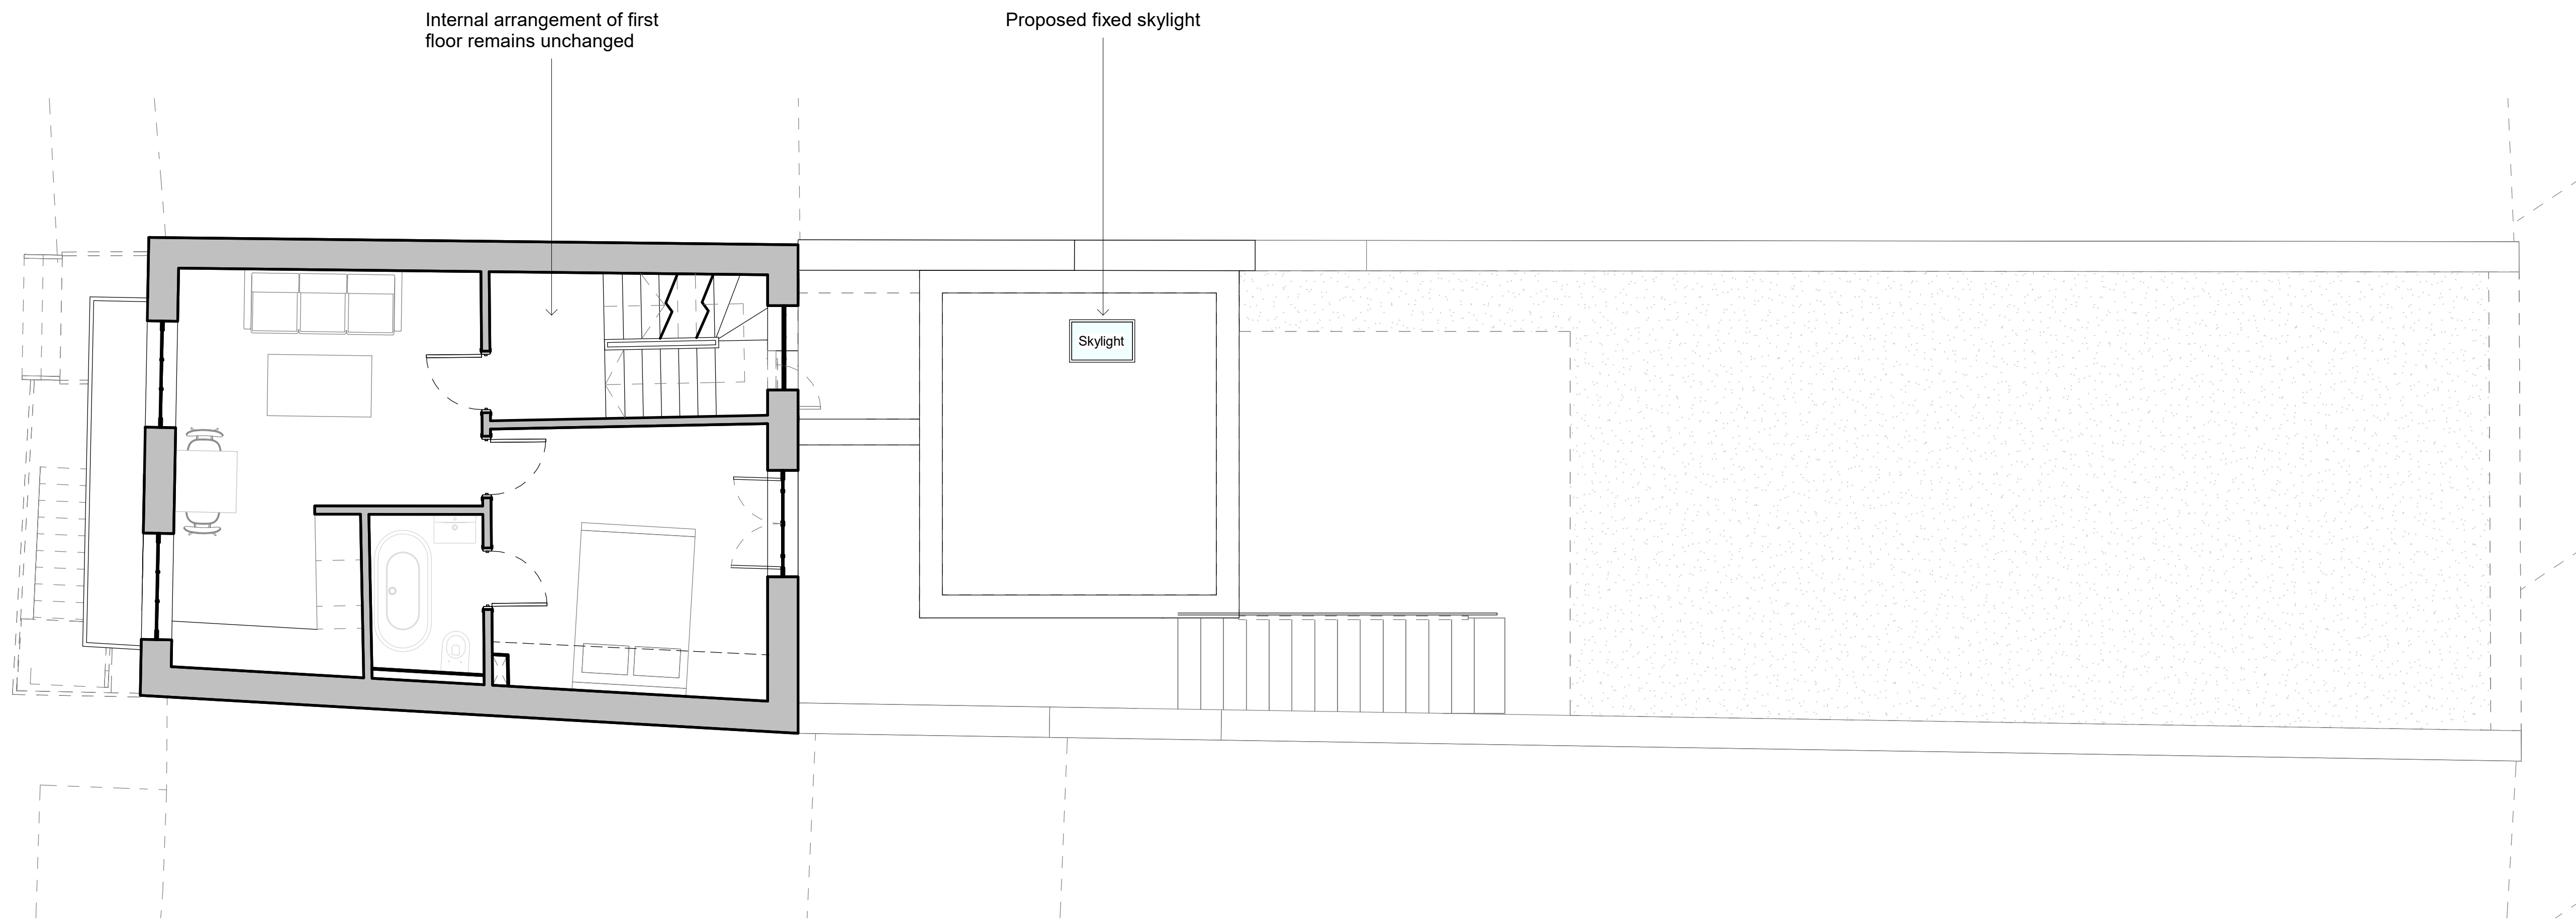 Internal arrangement of first
floor remains unchanged
Proposed fixed skylight
Skylight